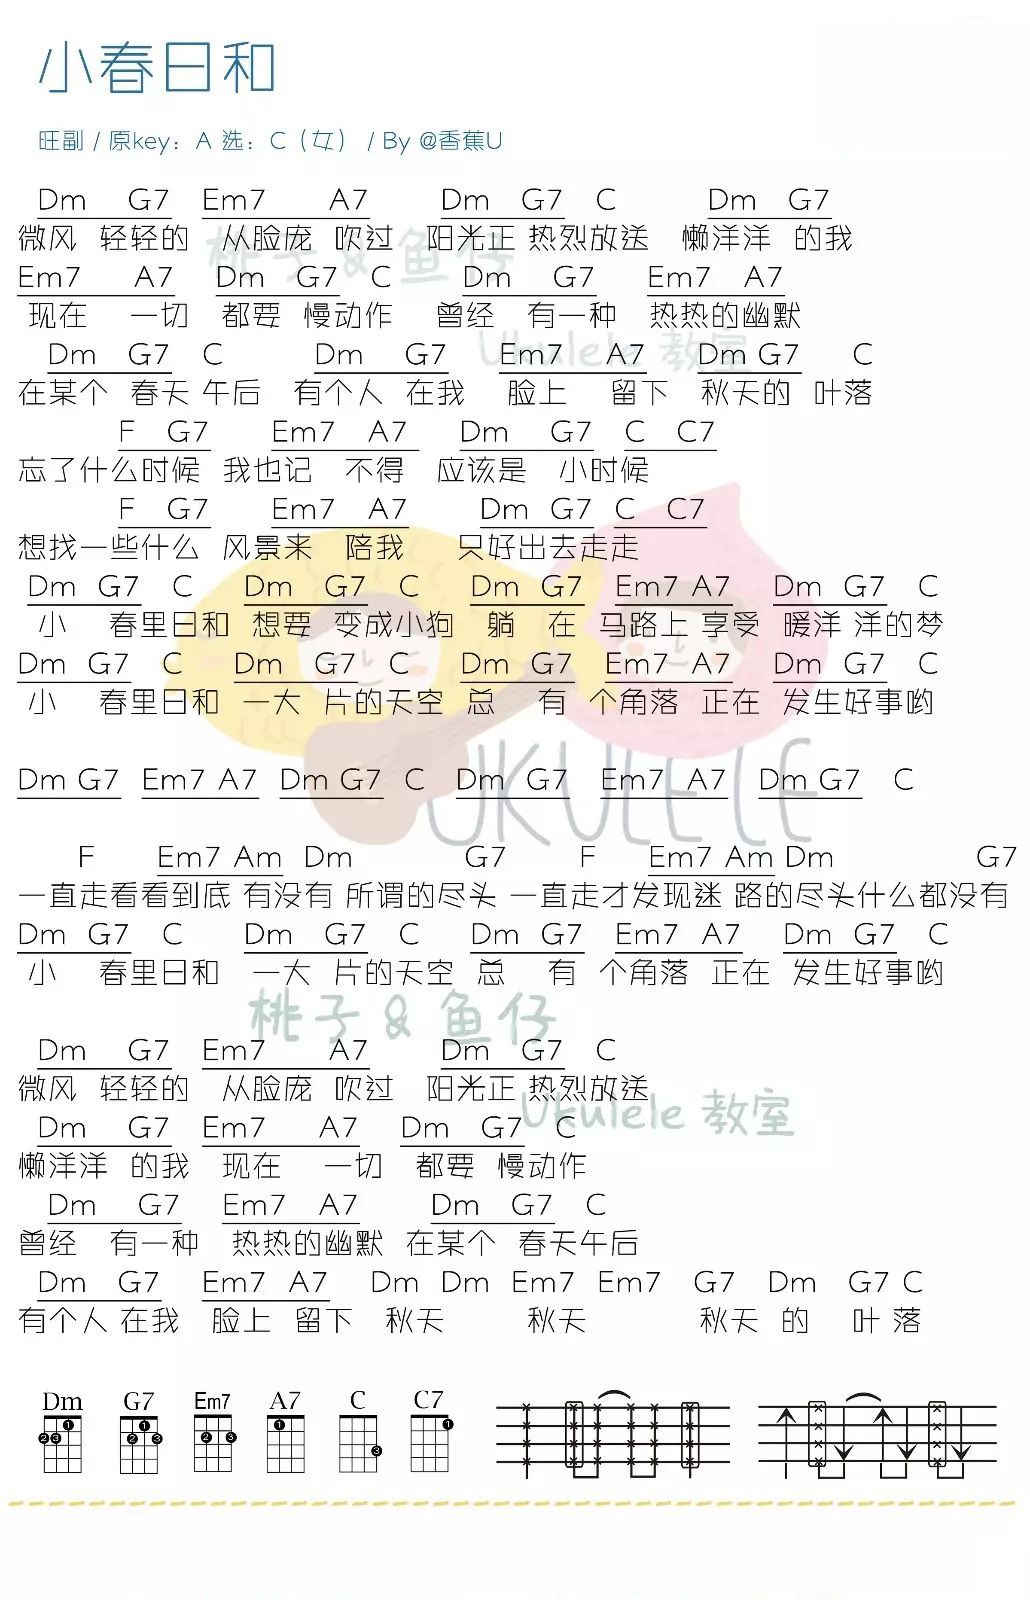 小春日和
旺副 / 原key：A 选：C（女） / By @香蕉U
Dm G7 Em7 A7 Dm G7 C Dm G7
微风 轻轻的 从脸庞 吹过 阳光正 热烈放送 懒洋洋 的我
桃子&鱼仔
Em7 A7 Dm G7 C Dm G7 Em7 A7
现在 一切 都要 慢动作 曾经 有一种 热热的幽默
Ukulele 教室
Dm G7 C Dm G7 Em7 A7 Dm G7 C
在某个 春天 午后 有个人 在我 脸上 留下 秋天的 叶落
F G7 Em7 A7 Dm G7 C C7
忘了什么时候 我也记 不得 应该是 小时候
F G7 Em7 A7 Dm G7 C C7
想找一些什么 风景来 陪我 只好出去走走
Dm G7 C Dm G7 C Dm G7 Em7 A7 Dm G7 C
小 春里日和 想要 变成小狗 躺 在 马路上 享受 暖洋 洋的梦
Dm G7 C Dm G7 C Dm G7 Em7 A7 Dm G7 C
小 春里日和 一大 片的天空 总 有 个角落 正在 发生好事哟
UKULELE
Dm G7 Em7 A7 Dm G7 C Dm G7 Em7 A7 Dm G7 C
F Em7 Am Dm G7 F Em7 Am Dm G7
一直走看看到底 有没有 所谓的尽头 一直走才发现迷 路的尽头什么都没有
Dm G7 C Dm G7 C Dm G7 Em7 A7 Dm G7 C
小 春里日和 一大 片的天空 总 有 个角落 正在 发生好事哟
桃子&鱼仔
Dm G7 Em7 A7 Dm G7 C
微风 轻轻的 从脸庞 吹过 阳光正 热烈放送
Ukulele 教室
Dm G7 Em7 A7 Dm G7 C
懒洋洋 的我 现在 一切 都要 慢动作
Dm G7 Em7 A7 Dm G7 C
曾经 有一种 热热的幽默 在某个 春天午后
Dm G7 Em7 A7 Dm Dm Em7 Em7 G7 Dm G7 C
有个人 在我 脸上 留下 秋天 秋天 秋天 的 叶 落
Dm G7 Em7 A7 C C7
1 1 1 1
2 3 2 3 2 3 3